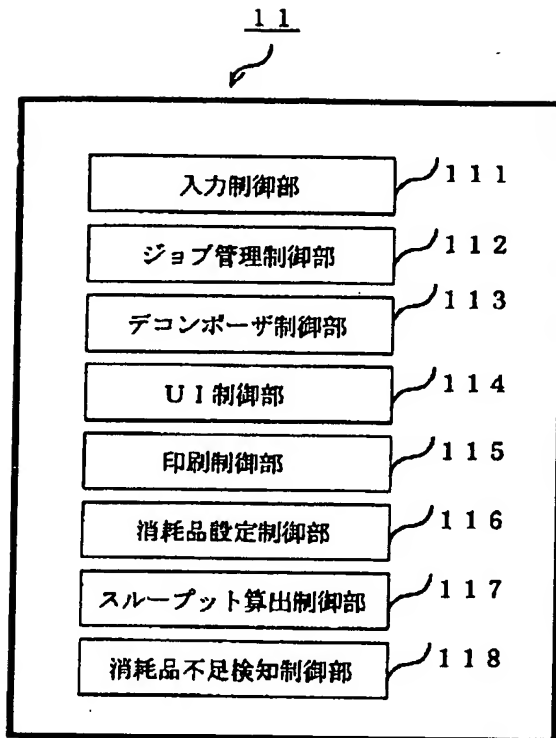 １１
入力制御部 １１１
ジョブ管理制御部 １１２
デコンポーザ制御部 １１３
ＵＩ制御部 １１４
印刷制御部 １１５
消耗品設定制御部 １１６
スループット算出制御部 １１７
消耗品不足検知制御部 １１８